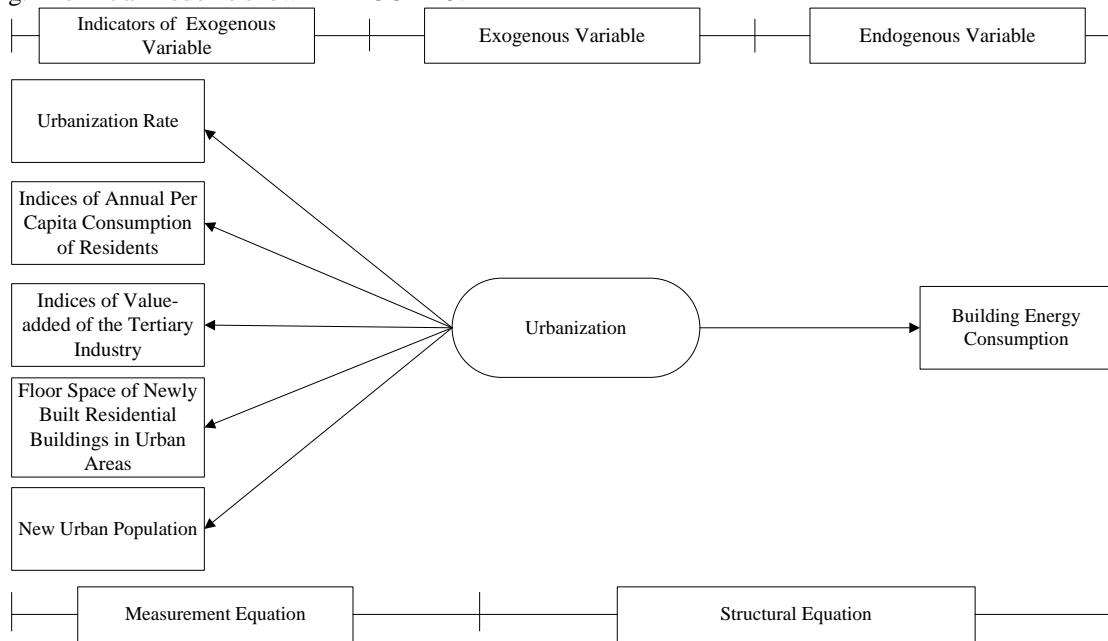 Indicators of Exogenous
Variable
Exogenous Variable
Endogenous Variable
Urbanization Rate
Indices of Annual Per
Capita Consumption
of Residents
Indices of Value-
added of the Tertiary
Industry
Floor Space of Newly
Built Residential
Buildings in Urban
Areas
New Urban Population
Urbanization
Building Energy
Consumption
Measurement Equation
Structural Equation